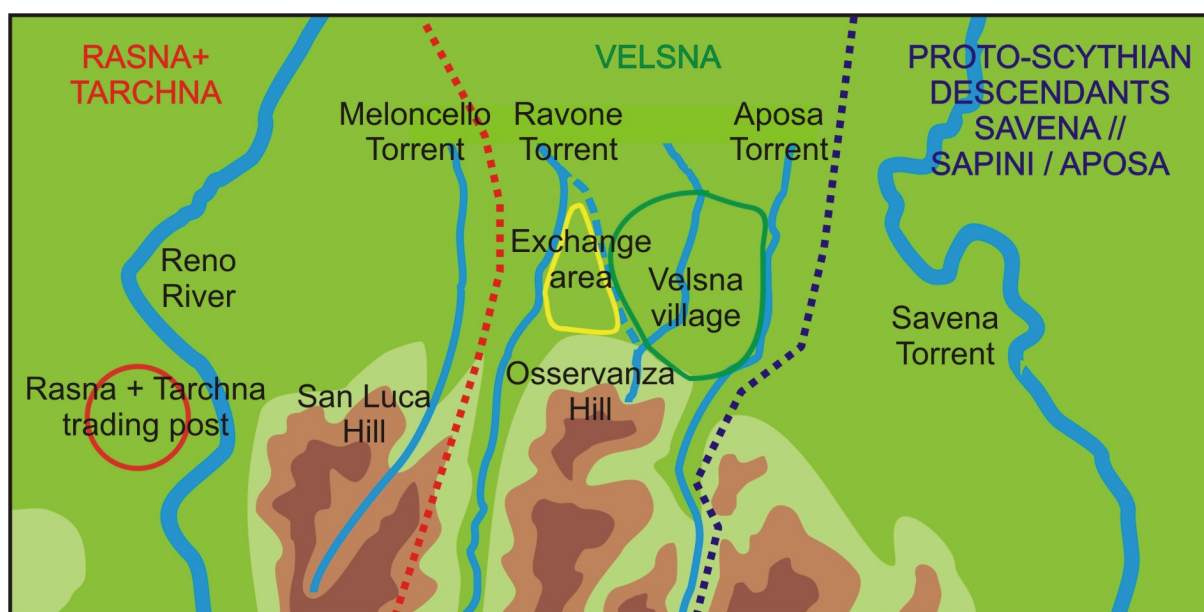 RASNA+
TARCHNA
VELSNA
PROTO-SCYTHIAN
DESCENDANTS
SAVENA //
SAPINI / APOSA
Meloncello
Torrent
Ravone
Torrent
Aposa
Torrent
Reno
River
Exchange
area
Velsna
village
Savena
Torrent
Rasna + Tarchna
trading post
San Luca
Hill
Osservanza
Hill